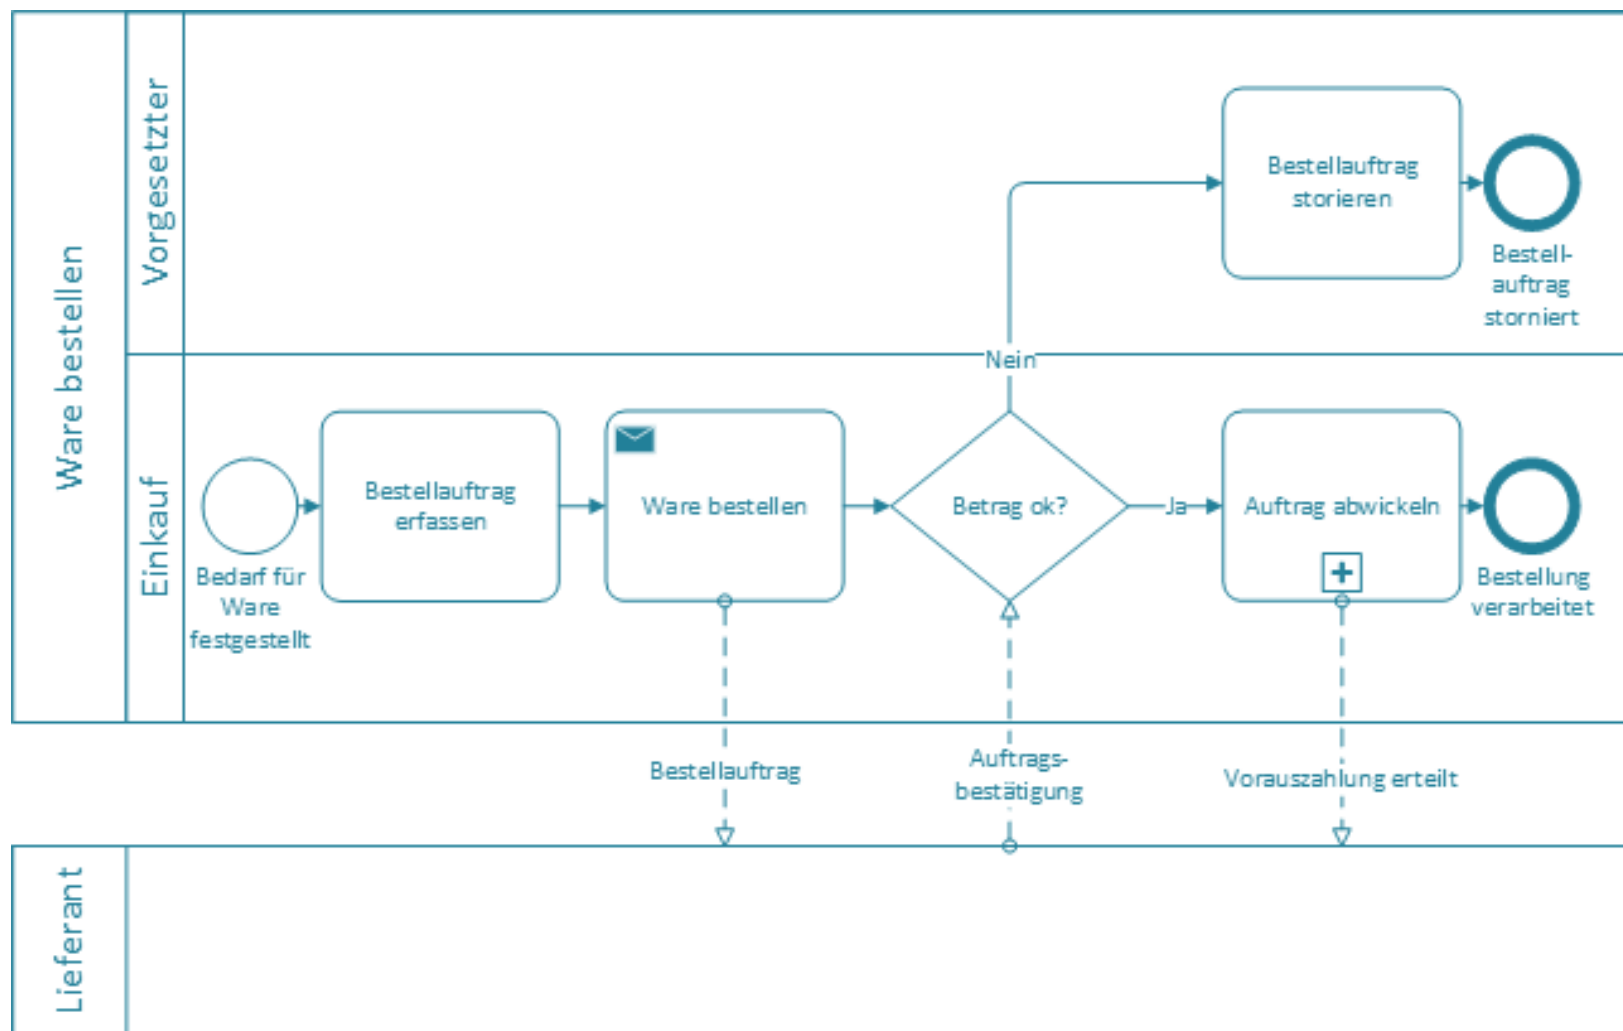 Ware bestellen
Vorgesetzter
Bestellauftrag
storieren
Bestell-
auftrag
storniert
Nein
Einkauf
Bedarf für
Ware
festgestellt
Bestellauftrag
erfassen
Ware bestellen
Betrag ok?
Ja
Auftrag abwickeln
Bestellung
verarbeitet
Bestellauftrag
Auftrags-
bestätigung
Vorauszahlung erteilt
Lieferant